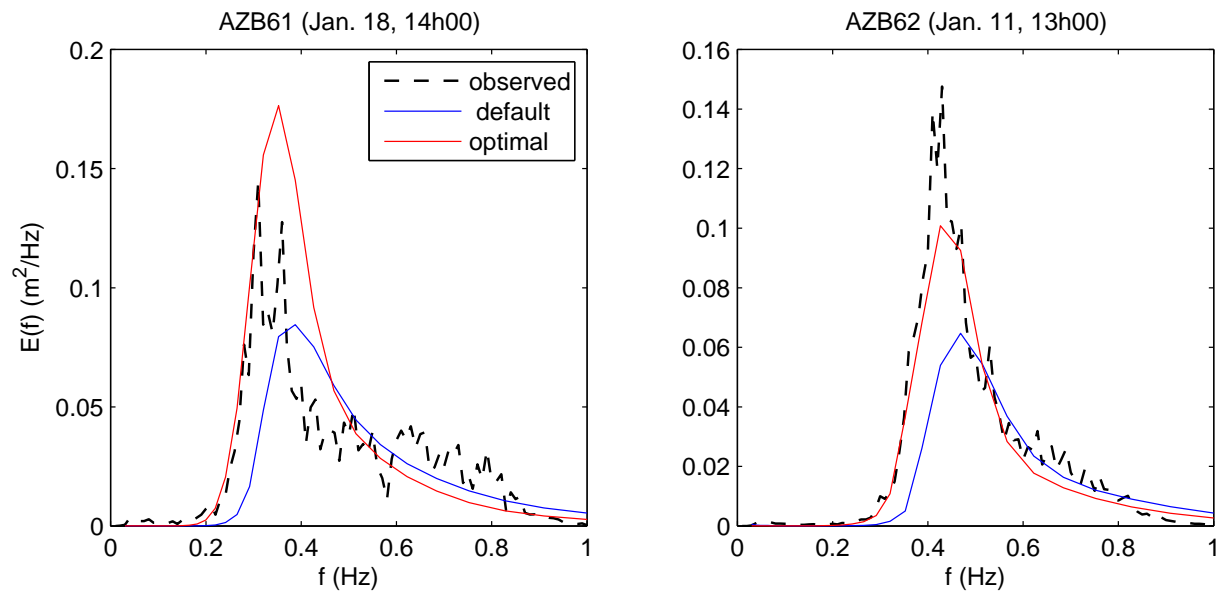 AZB61 (Jan. 18, 14h00)
0.2
0.15
0.1
0.05
0
E(f) (m²/Hz)
observed
default
optimal
0 0.2 0.4 0.6 0.8 1
f (Hz)
AZB62 (Jan. 11, 13h00)
0.16
0.14
0.12
0.1
0.08
0.06
0.04
0.02
0
0 0.2 0.4 0.6 0.8 1
f (Hz)